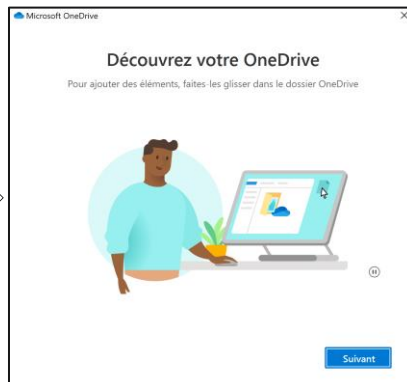 Microsoft OneDrive
Découvrez votre OneDrive
Pour ajouter des éléments, faites-les glisser dans le dossier OneDrive
Suivant